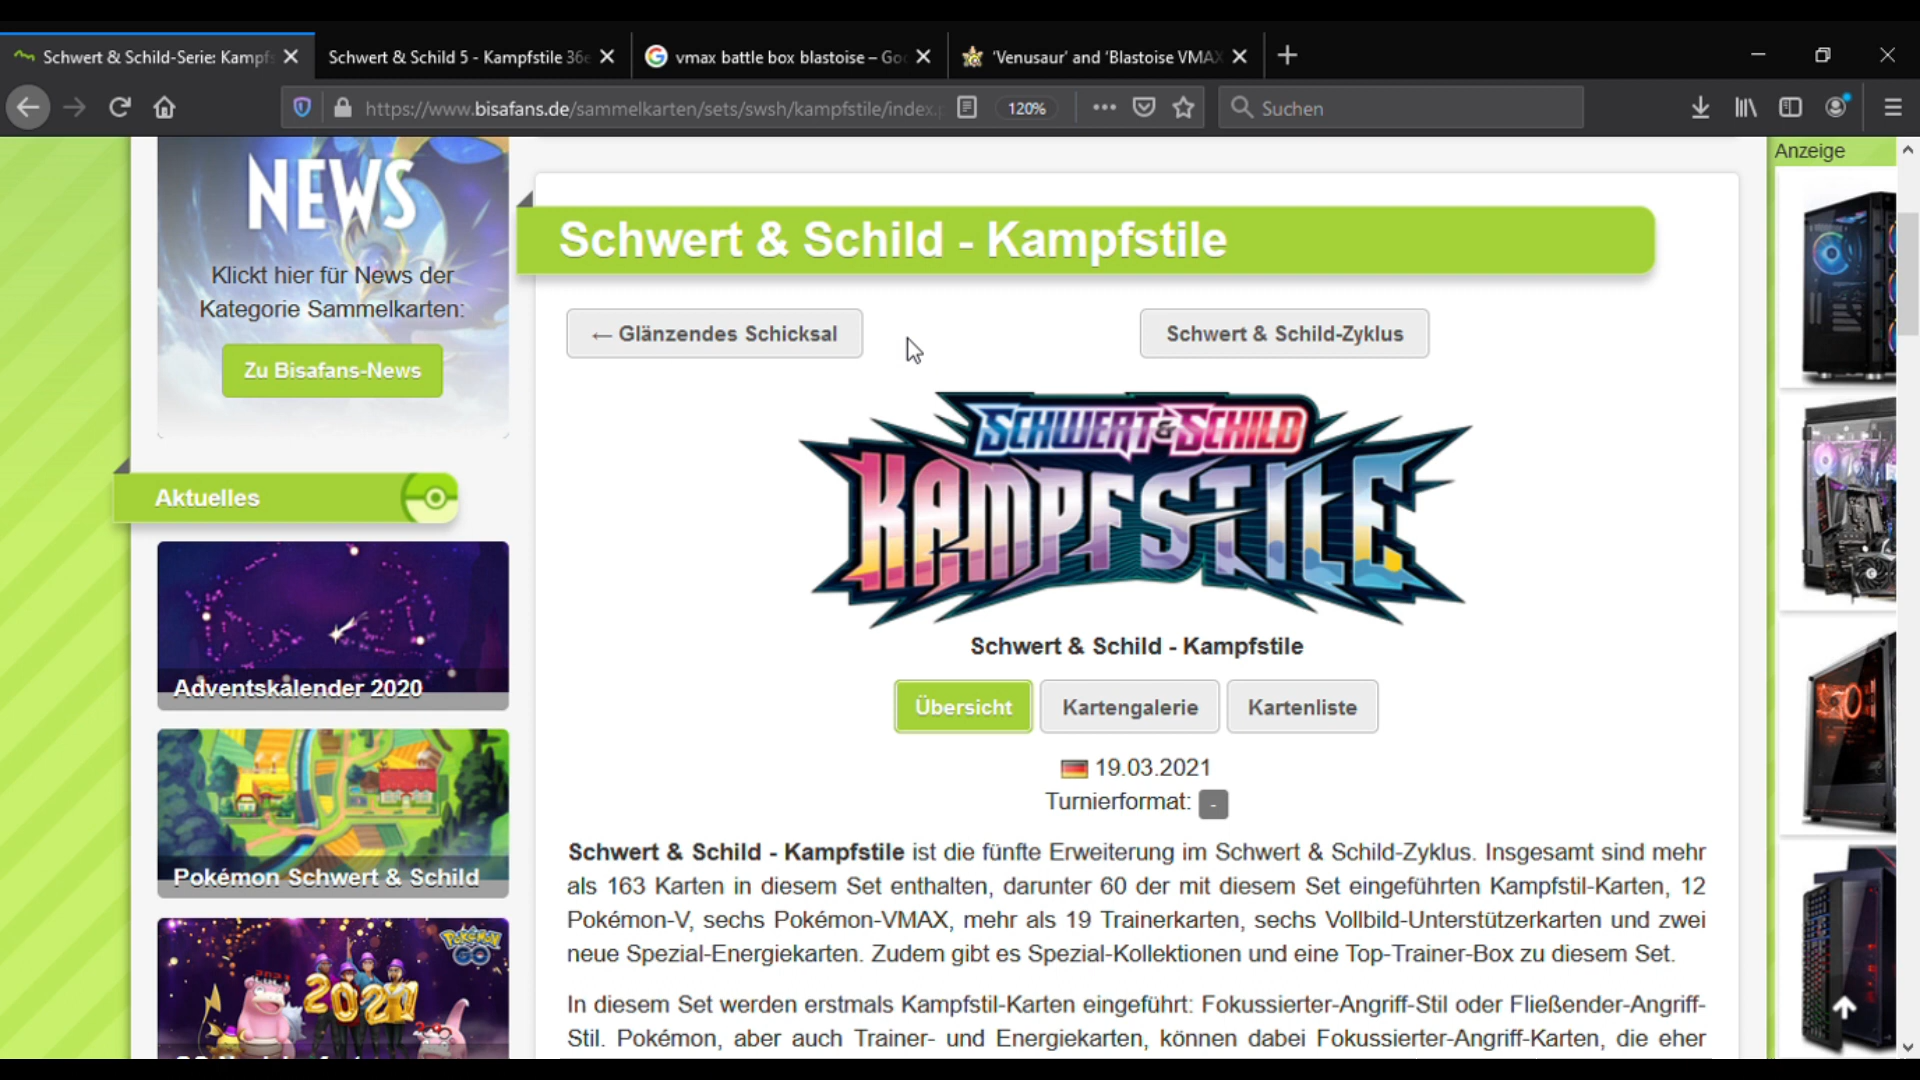 Schwert & Schild-Serie: Kampfs
Schwert & Schild 5 - Kampfstile 36e
vmax battle box blastoise – Goo
'Venusaur' and 'Blastoise VMAX
https://www.bisafans.de/sammelkarten/sets/swsh/kampfstile/index.
120%
Suchen
NEWS
Klickt hier für News der
Kategorie Sammelkarten:
Zu Bisafans-News
Aktuelles
Adventskalender 2020
Pokémon Schwert & Schild
Pokémon
GO
2021
Schwert & Schild - Kampfstile
← Glänzendes Schicksal
Schwert & Schild-Zyklus
SCHWERT & SCHILD
KAMPFSTILE
Schwert & Schild - Kampfstile
Übersicht
Kartengalerie
Kartenliste
19.03.2021
Turnierformat: -
Schwert & Schild - Kampfstile ist die fünfte Erweiterung im Schwert & Schild-Zyklus. Insgesamt sind mehr
als 163 Karten in diesem Set enthalten, darunter 60 der mit diesem Set eingeführten Kampfstil-Karten, 12
Pokémon-V, sechs Pokémon-VMAX, mehr als 19 Trainerkarten, sechs Vollbild-Unterstützerkarten und zwei
neue Spezial-Energiekarten. Zudem gibt es Spezial-Kollektionen und eine Top-Trainer-Box zu diesem Set.
In diesem Set werden erstmals Kampfstil-Karten eingeführt: Fokussierter-Angriff-Stil oder Fließender-Angriff-
Stil. Pokémon, aber auch Trainer- und Energiekarten, können dabei Fokussierter-Angriff-Karten, die eher
Anzeige